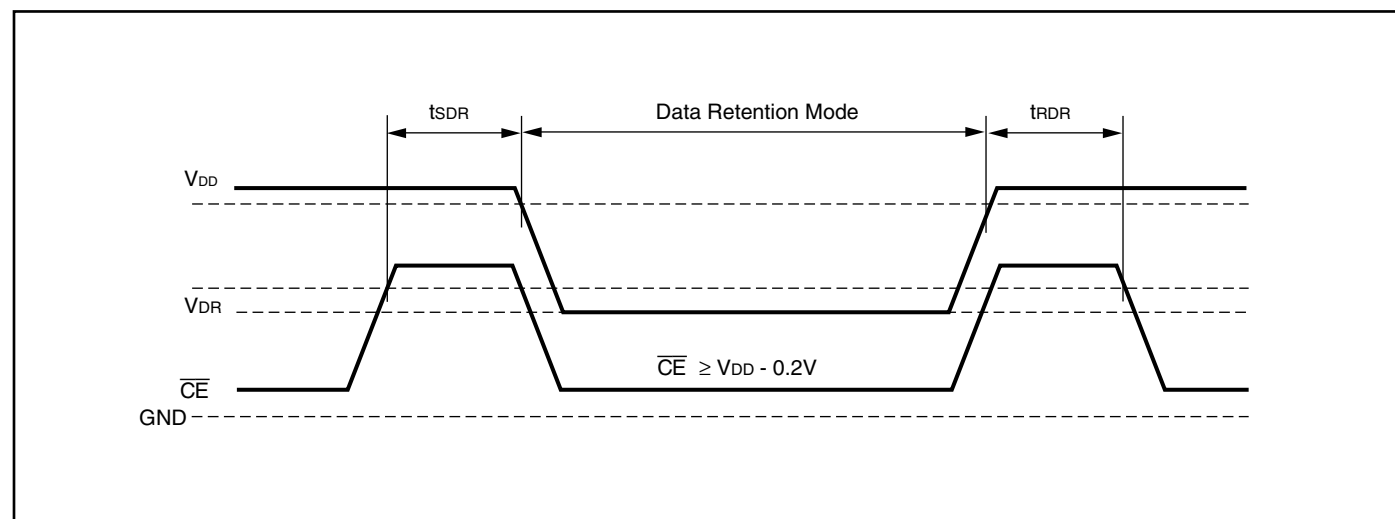 tSDR Data Retention Mode tRDR
VDD
VDR
CE ≥ VDD - 0.2V
CE
GND